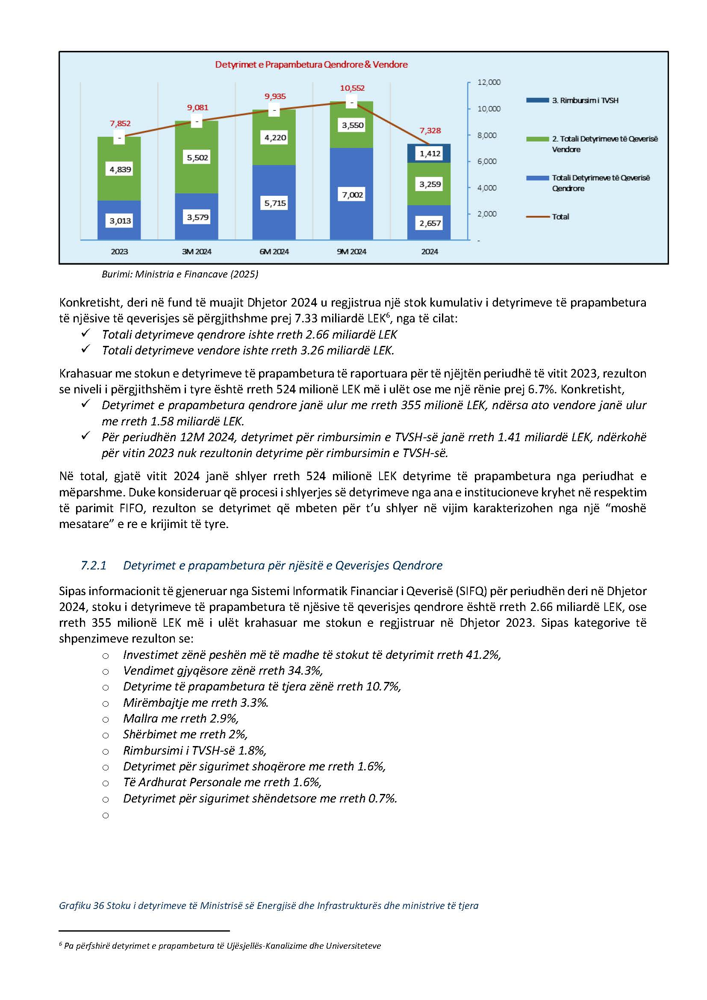 Detyrimet e Prapambetura Qendrore & Vendore
7,852
9,081
9,935
10,552
7,328
-
-
-
-
1,412
4,839
5,502
4,220
3,550
3,259
3,013
3,579
5,715
7,002
2,657
12,000
10,000
8,000
6,000
4,000
2,000
-
2023
3M 2024
6M 2024
9M 2024
2024
3. Rimbursim i TVSH
2. Totali Detyrimeve të Qeverisë
Vendore
Totali Detyrimeve të Qeverisë
Qendrore
Total
Burimi: Ministria e Financave (2025)
Konkretisht, deri në fund të muajit Dhjetor 2024 u regjistrua një stok kumulativ i detyrimeve të prapambetura
të njësive të qeverisjes së përgjithshme prej 7.33 miliardë LEK⁶, nga të cilat:
✓ Totali detyrimeve qendrore ishte rreth 2.66 miliardë LEK
✓ Totali detyrimeve vendore ishte rreth 3.26 miliardë LEK.
Krahasuar me stokun e detyrimeve të prapambetura të raportuara për të njëjtën periudhë të vitit 2023, rezulton
se niveli i përgjithshëm i tyre është rreth 524 milionë LEK më i ulët ose me një rënie prej 6.7%. Konkretisht,
✓ Detyrimet e prapambetura qendrore janë ulur me rreth 355 milionë LEK, ndërsa ato vendore janë ulur
me rreth 1.58 miliardë LEK.
✓ Për periudhën 12M 2024, detyrimet për rimbursimin e TVSH-së janë rreth 1.41 miliardë LEK, ndërkohë
për vitin 2023 nuk rezultonin detyrime për rimbursimin e TVSH-së.
Në total, gjatë vitit 2024 janë shlyer rreth 524 milionë LEK detyrime të prapambetura nga periudhat e
mëparshme. Duke konsideruar që procesi i shlyerjes së detyrimeve nga ana e institucioneve kryhet në respektim
të parimit FIFO, rezulton se detyrimet që mbeten për t’u shlyer në vijim karakterizohen nga një “moshë
mesatare” e re e krijimit të tyre.
7.2.1 Detyrimet e prapambetura për njësitë e Qeverisjes Qendrore
Sipas informacionit të gjeneruar nga Sistemi Informatik Financiar i Qeverisë (SIFQ) për periudhën deri në Dhjetor
2024, stoku i detyrimeve të prapambetura të njësive të qeverisjes qendrore është rreth 2.66 miliardë LEK, ose
rreth 355 milionë LEK më i ulët krahasuar me stokun e regjistruar në Dhjetor 2023. Sipas kategorive të
shpenzimeve rezulton se:
○ Investimet zënë peshën më të madhe të stokut të detyrimit rreth 41.2%,
○ Vendimet gjyqësore zënë rreth 34.3%,
○ Detyrime të prapambetura të tjera zënë rreth 10.7%,
○ Mirëmbajtje me rreth 3.3%.
○ Mallra me rreth 2.9%,
○ Shërbimet me rreth 2%,
○ Rimbursimi i TVSH-së 1.8%,
○ Detyrimet për sigurimet shoqërore me rreth 1.6%,
○ Të Ardhurat Personale me rreth 1.6%,
○ Detyrimet për sigurimet shëndetsore me rreth 0.7%.
○
Grafiku 36 Stoku i detyrimeve të Ministrisë së Energjisë dhe Infrastrukturës dhe ministrive të tjera
⁶ Pa përfshirë detyrimet e prapambetura të Ujësjellës-Kanalizime dhe Universiteteve